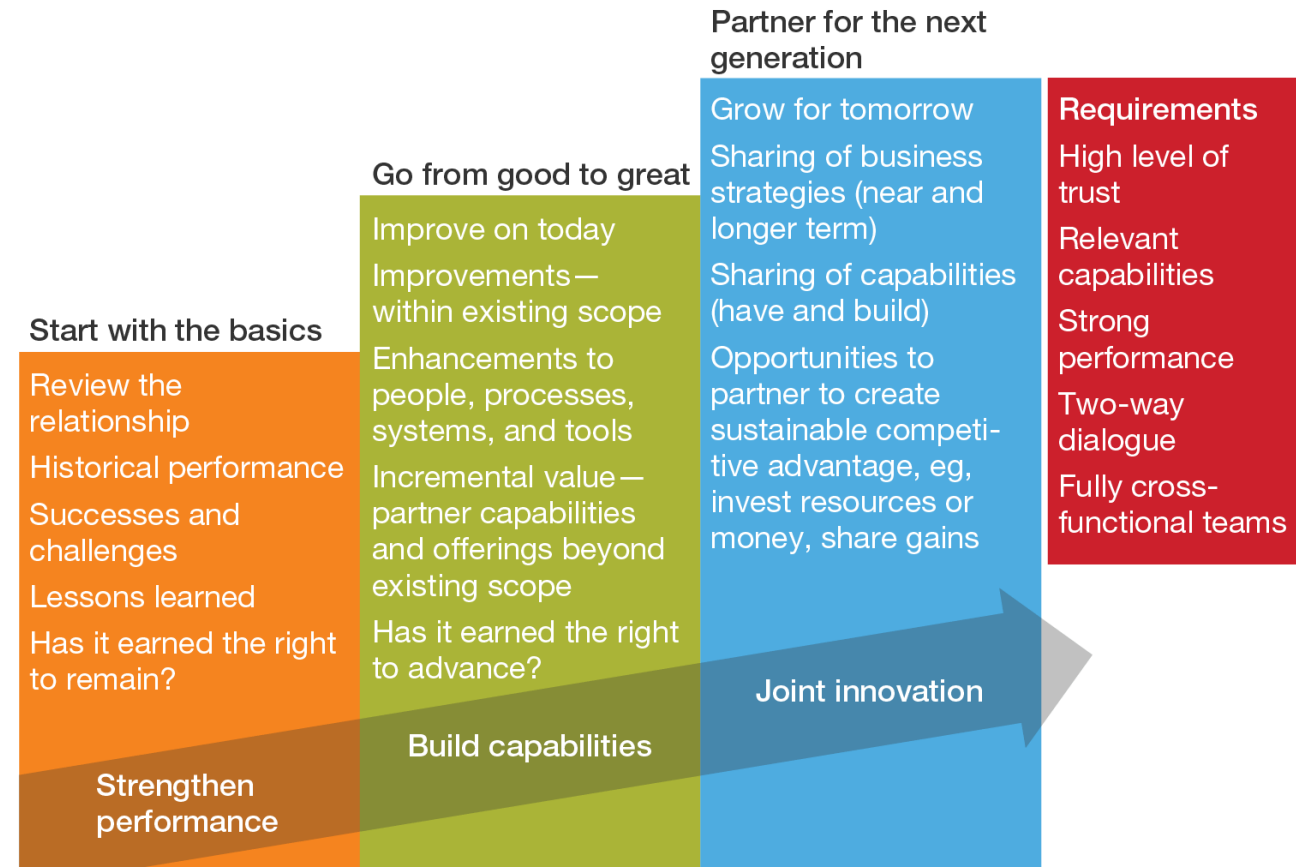 Start with the basics
Review the
relationship
Historical performance
Successes and
challenges
Lessons learned
Has it earned the right
to remain?
Strengthen
performance
Go from good to great
Improve on today
Improvements—
within existing scope
Enhancements to
people, processes,
systems, and tools
Incremental value—
partner capabilities
and offerings beyond
existing scope
Has it earned the right
to advance?
Build capabilities
Partner for the next
generation
Grow for tomorrow
Sharing of business
strategies (near and
longer term)
Sharing of capabilities
(have and build)
Opportunities to
partner to create
sustainable competi-
tive advantage, eg,
invest resources or
money, share gains
Joint innovation
Requirements
High level of
trust
Relevant
capabilities
Strong
performance
Two-way
dialogue
Fully cross-
functional teams